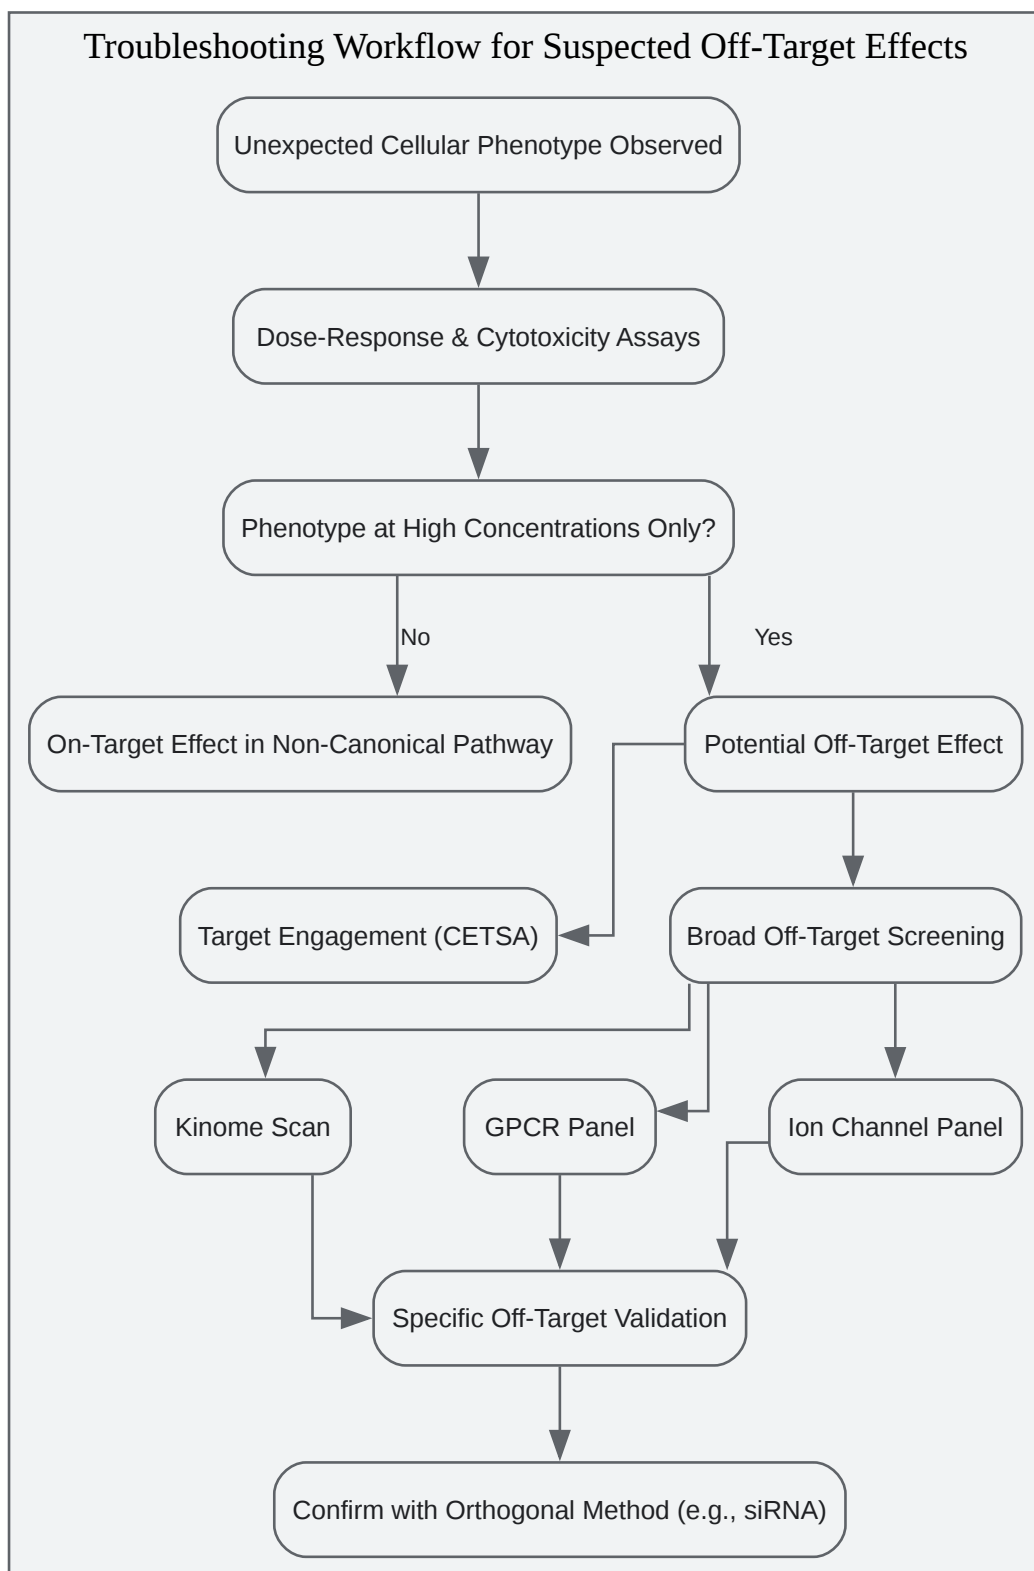 Troubleshooting Workflow for Suspected Off-Target Effects
Unexpected Cellular Phenotype Observed
Dose-Response & Cytotoxicity Assays
Phenotype at High Concentrations Only?
No
Yes
On-Target Effect in Non-Canonical Pathway
Potential Off-Target Effect
Target Engagement (CETSA)
Broad Off-Target Screening
Kinome Scan
GPCR Panel
Ion Channel Panel
Specific Off-Target Validation
Confirm with Orthogonal Method (e.g., siRNA)